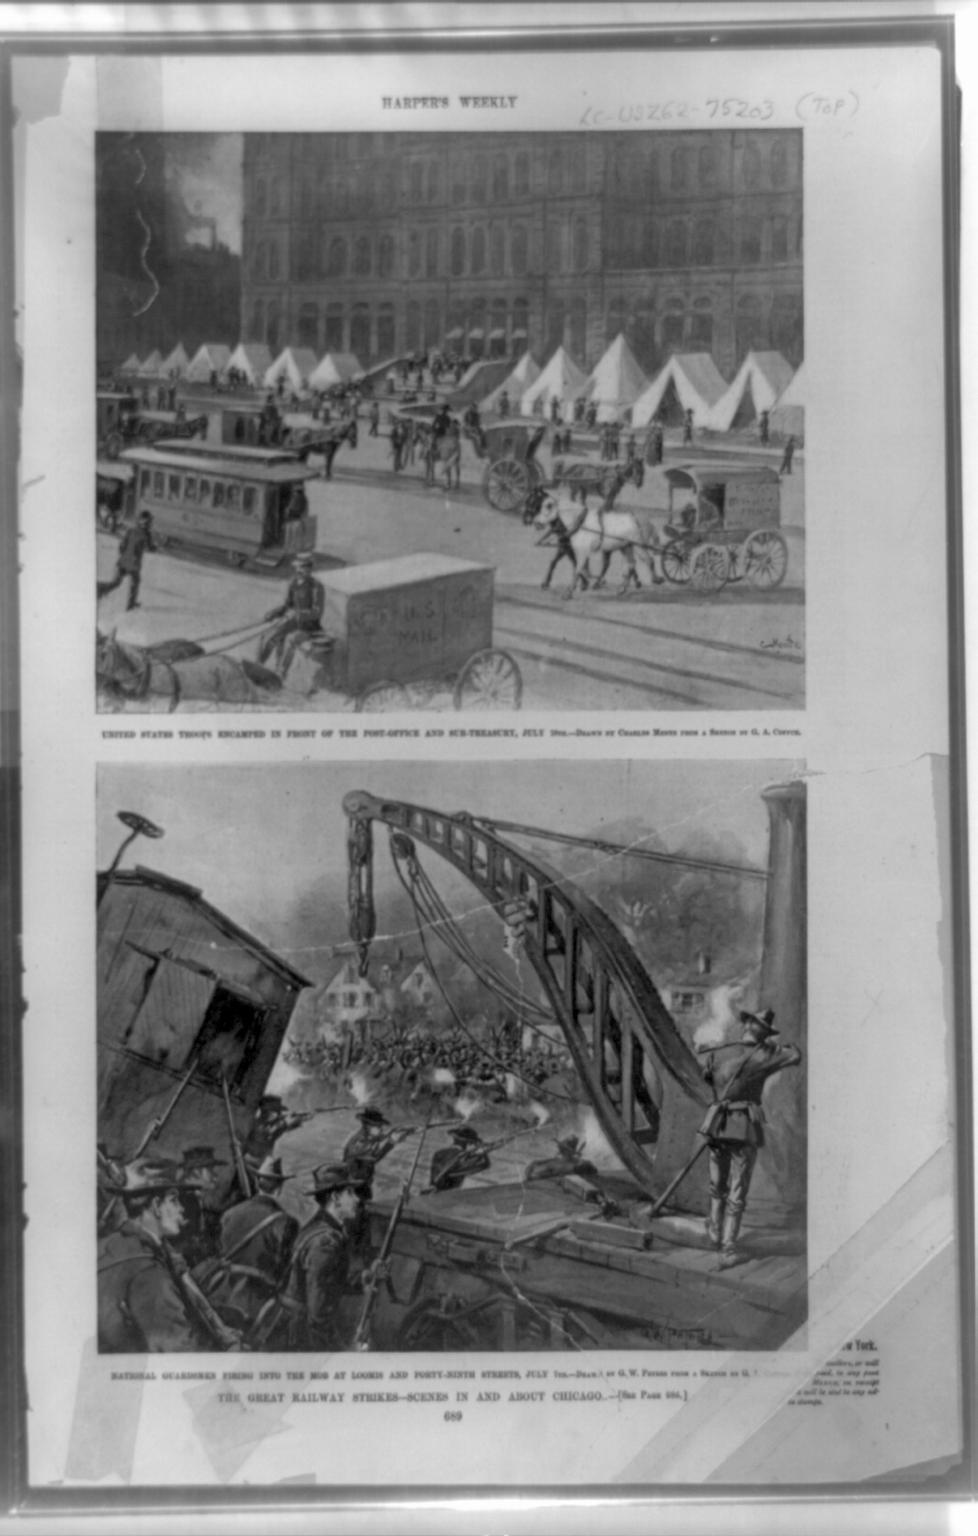 HARPER'S WEEKLY
LC-USZ62-75203 (TOP)
U.S.
MAIL
UNITED STATES TROOPS ENCAMPED IN FRONT OF THE POST-OFFICE AND SUB-TREASURY, JULY 10TH.—DRAWN BY CHARLES MENTE FROM A SKETCH BY G. A. COFFIN.
NATIONAL GUARDSMEN FIRING INTO THE MOB AT LOOMIS AND FORTY-NINTH STREETS, JULY 7TH.—DRAWN BY G. W. PETERS FROM A SKETCH BY G.
THE GREAT RAILWAY STRIKES—SCENES IN AND ABOUT CHICAGO.—[SEE PAGE 686.]
689
York.